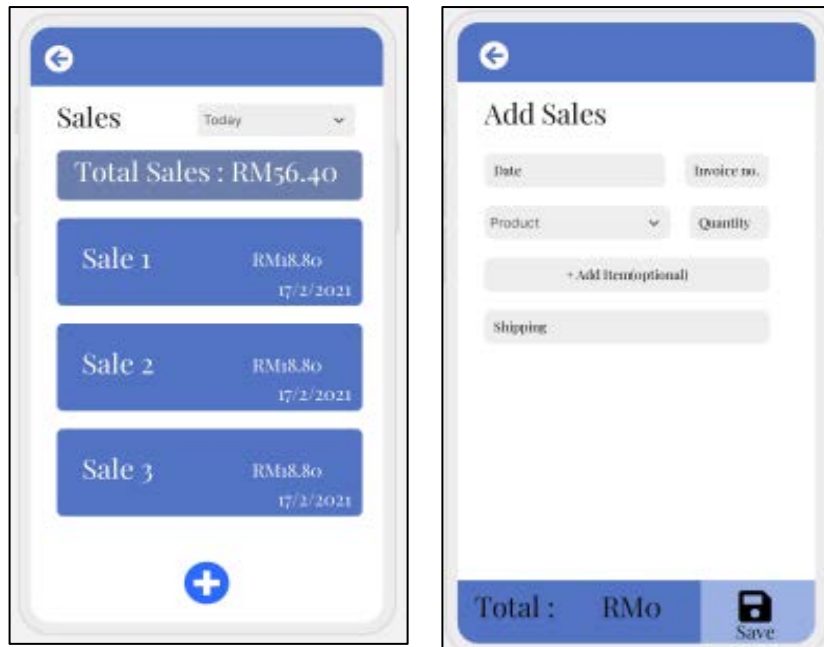 Sales
Today
Total Sales : RM56.40
Sale 1
RM18.80
17/2/2021
Sale 2
RM18.80
17/2/2021
Sale 3
RM18.80
17/2/2021
Add Sales
Date
Invoice no.
Product
Quantity
+ Add Item(optional)
Shipping
Total :
RM0
Save